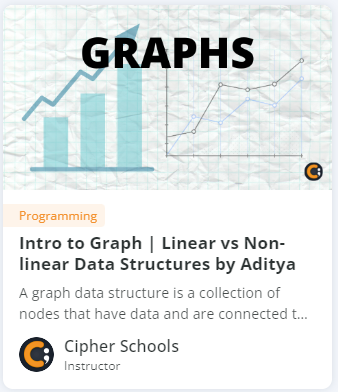 GRAPHS
Programming
Intro to Graph | Linear vs Non-
linear Data Structures by Aditya
A graph data structure is a collection of
nodes that have data and are connected t...
Cipher Schools
Instructor